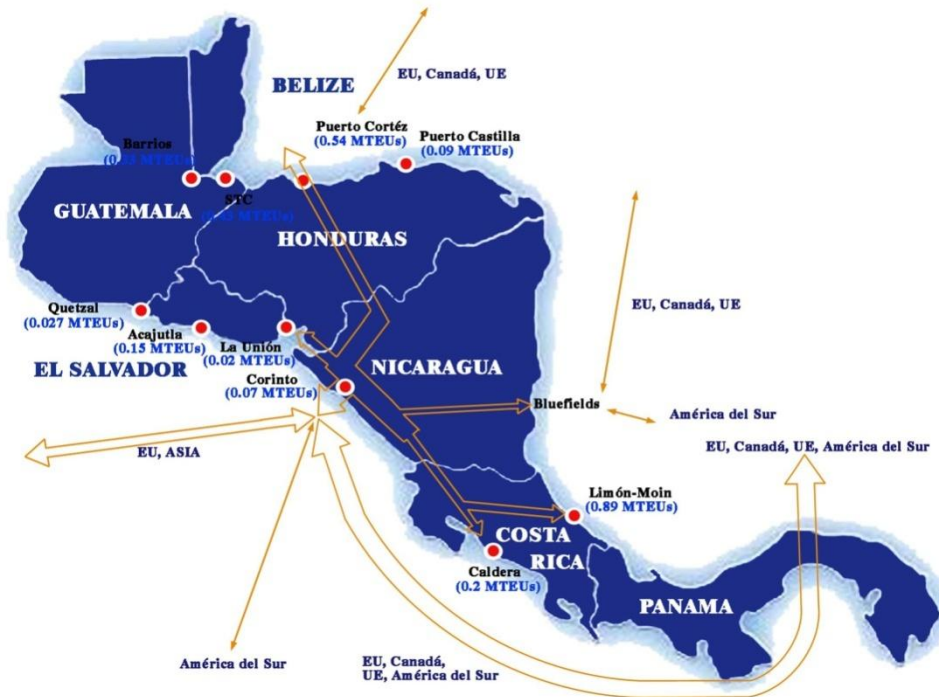 EU, Canadá, UE
BELIZE
Puerto Cortéz
(0.54 MTEUs)
Puerto Castilla
(0.09 MTEUs)
Barrios
MTEUs)
STC
MTEUs)
GUATEMALA
HONDURAS
Quetzal
(0.027 MTEUs)
Acajutla
(0.15 MTEUs)
La Unión
(0.02 MTEUs)
EU, Canadá, UE
EL SALVADOR
NICARAGUA
Corinto
(0.07 MTEUs)
Bluefields
América del Sur
EU, ASIA
EU, Canadá, UE, América del Sur
Limón-Moin
(0.89 MTEUs)
COSTA
RICA
Caldera
(0.2 MTEUs)
PANAMA
América del Sur
EU, Canadá,
UE, América del Sur